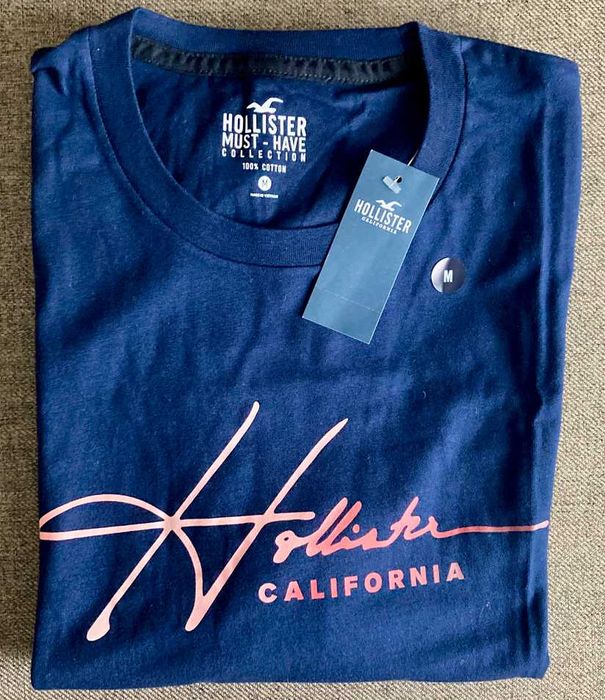 HOLLISTER
MUST - HAVE
COLLECTION
100% COTTON
M
HOLLISTER
CALIFORNIA
M
Hollister
CALIFORNIA